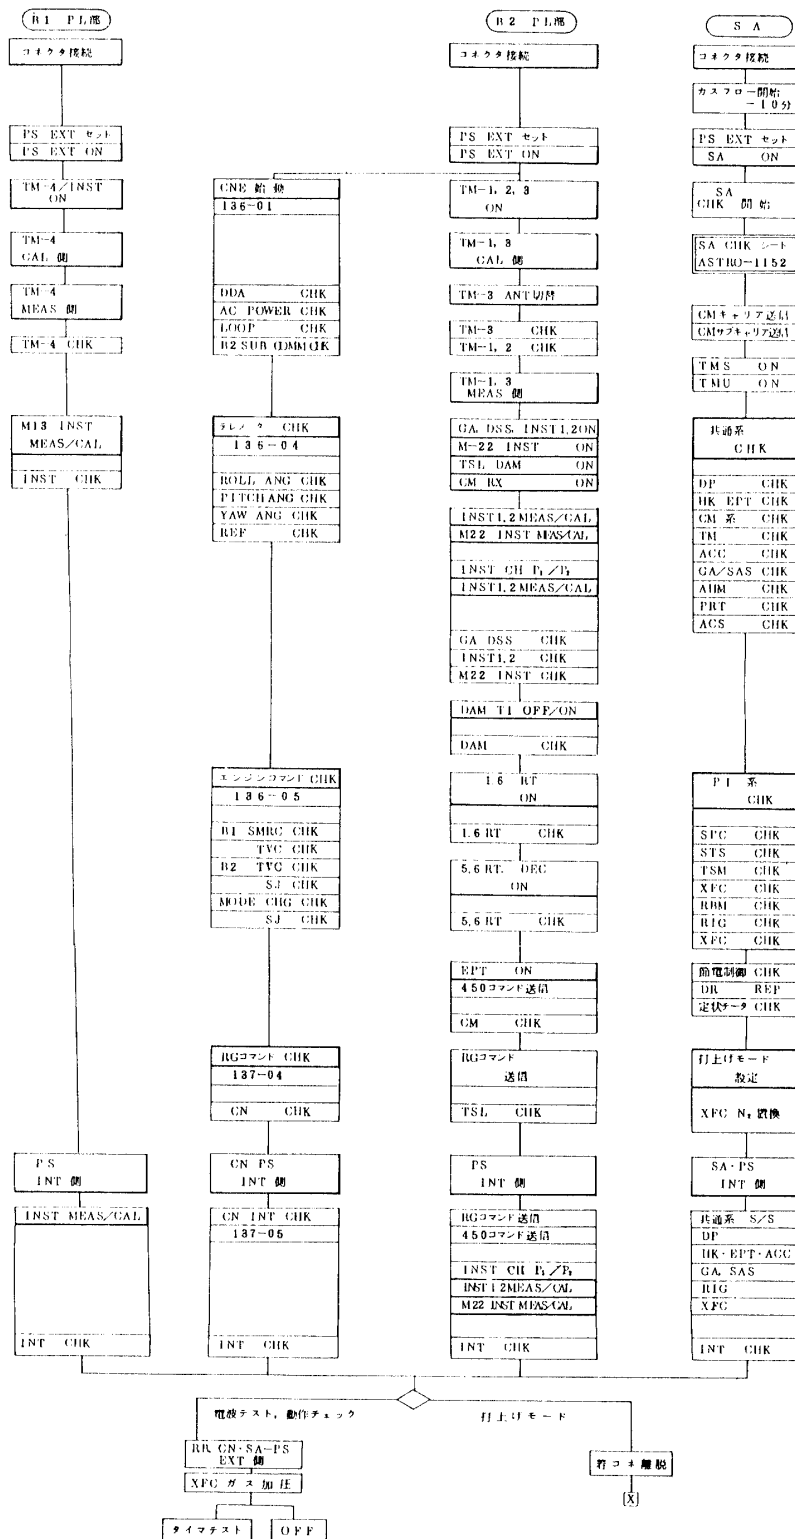 B1 PL部
コネクタ接続
PS EXT セット
PS EXT ON
TM-4/INST
ON
TM-4
CAL 側
TM-4
MEAS 側
TM-4 CHK
M13 INST
MEAS/CAL
INST CHK
PS
INT 側
INST MEAS/CAL
INT CHK
CNE 始動
136-01
DDA CHK
AC POWER CHK
LOOP CHK
B2 SUB COMM CHK
テレメータ CHK
136-04
ROLL ANG CHK
PITCH ANG CHK
YAW ANG CHK
REF CHK
エンジンコマンド CHK
136-05
B1 SMRC CHK
TVC CHK
B2 TVC CHK
SJ CHK
MODE CHG CHK
SJ CHK
RGコマンド CHK
137-04
CN CHK
CN PS
INT 側
CN INT CHK
137-05
INT CHK
B2 PL部
コネクタ接続
PS EXT セット
PS EXT ON
TM-1, 2, 3
ON
TM-1, 3
CAL 側
TM-3 ANT切替
TM-3 CHK
TM-1, 2 CHK
TM-1, 3
MEAS 側
GA, DSS, INST 1,2 ON
M-22 INST ON
TSL DAM ON
CM RX ON
INST 1,2 MEAS/CAL
M22 INST MEAS/CAL
INST CH P₁/P₂
INST 1,2 MEAS/CAL
GA DSS CHK
INST 1,2 CHK
M22 INST CHK
DAM T1 OFF/ON
DAM CHK
1.6 RT
ON
1.6 RT CHK
5.6 RT. DEC
ON
5.6 RT CHK
EPT ON
450コマンド送信
CM CHK
RGコマンド
送信
TSL CHK
PS
INT 側
RGコマンド送信
450コマンド送信
INST CH P₁/P₂
INST 1 2 MEAS/CAL
M22 INST MEAS/CAL
INT CHK
S A
コネクタ接続
ガスフロー開始
-10分
PS EXT セット
SA ON
SA
CHK 開始
SA CHK シート
ASTRO-1152
CMキャリア送信
CMサブキャリア送信
TMS ON
TMU ON
共通系
CHK
DP CHK
HK EPT CHK
CM 系 CHK
TM CHK
ACC CHK
GA/SAS CHK
AHM CHK
PRT CHK
ACS CHK
PI 系
CHK
SPC CHK
STS CHK
TSM CHK
XFC CHK
RBM CHK
RIG CHK
XFC CHK
節電制御 CHK
DR REP
定状データ CHK
打上げモード
設定
XFC N₂ 置換
SA・PS
INT 側
共通系 S/S
DP
HK・EPT・ACC
GA, SAS
RIG
XFC
INT CHK
電波テスト, 動作チェック
打上げモード
RR CN・SA-PS
EXT 側
XFC ガス加圧
タイマテスト
OFF
着コネ離脱
[X]